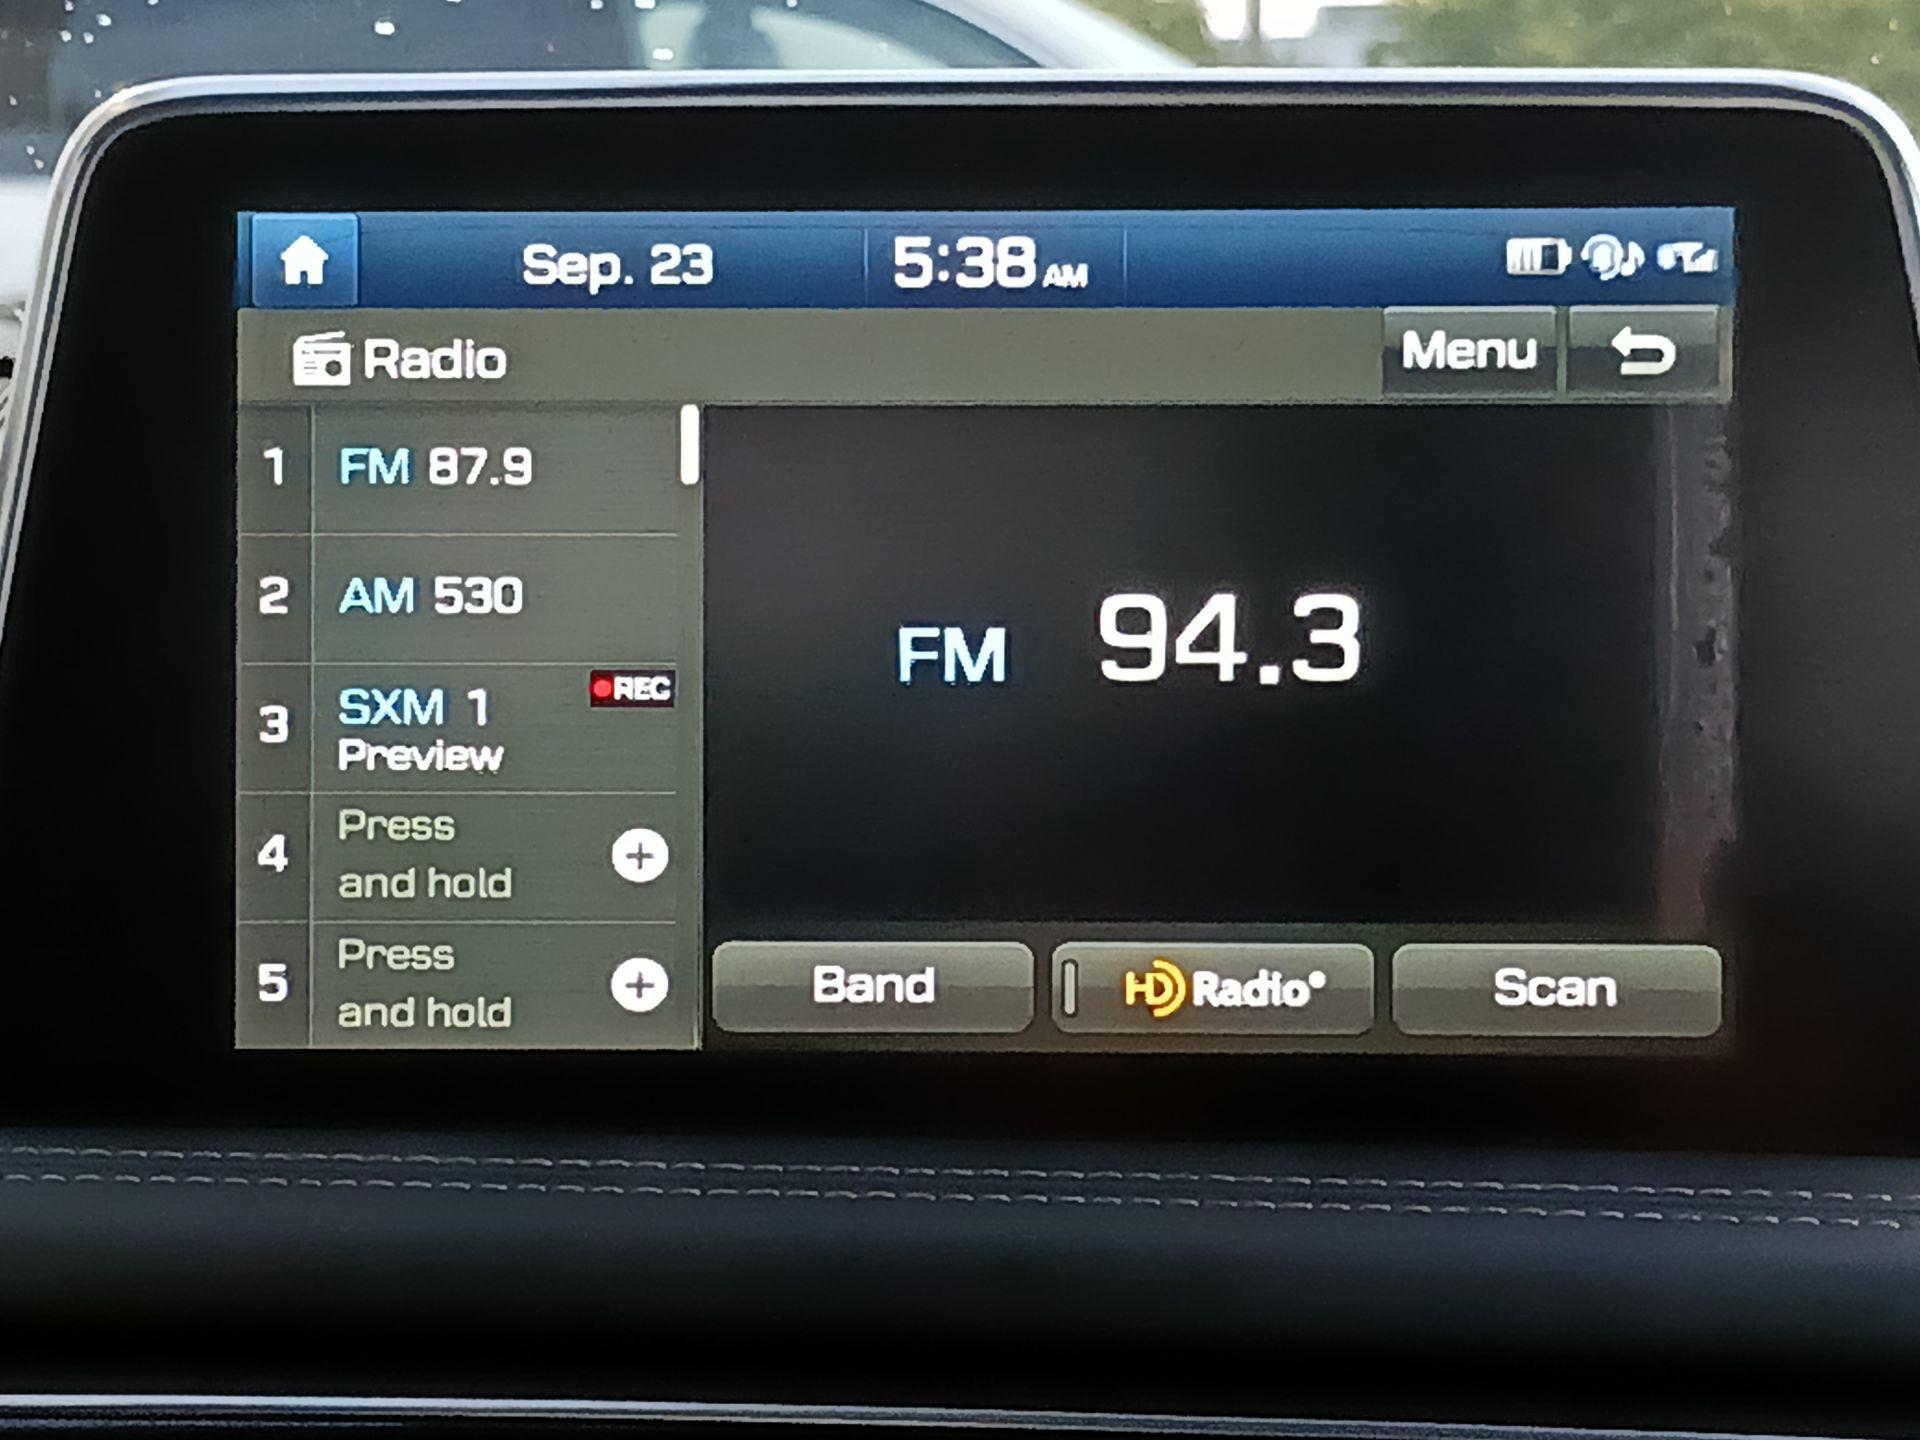 Sep. 23 5:38 AM
Radio Menu
1 FM 87.9
2 AM 530
3 SXM 1 REC
Preview
4 Press
and hold
5 Press
and hold
FM 94.3
Band HD Radio Scan